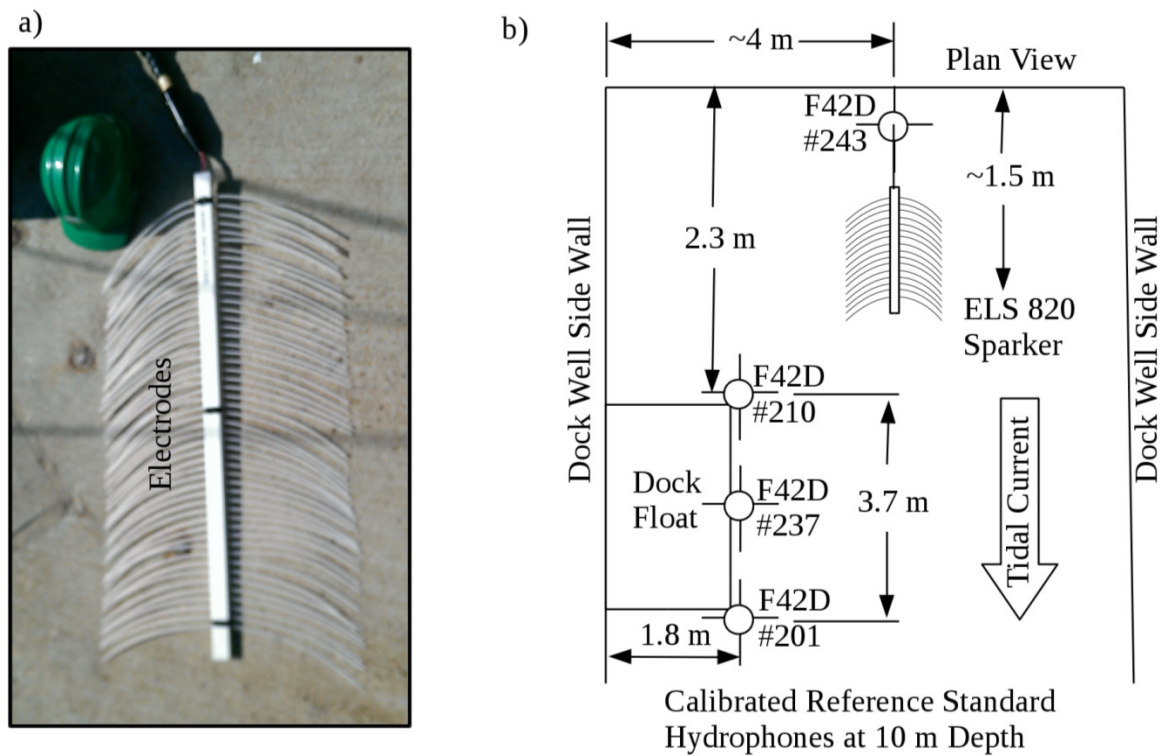 a)
Electrodes
b)
~4 m
Plan View
F42D
#243
~1.5 m
2.3 m
Dock Well Side Wall
ELS 820
Sparker
Dock Well Side Wall
F42D
#210
Dock
Float
F42D
#237
3.7 m
Tidal Current
F42D
#201
1.8 m
Calibrated Reference Standard
Hydrophones at 10 m Depth